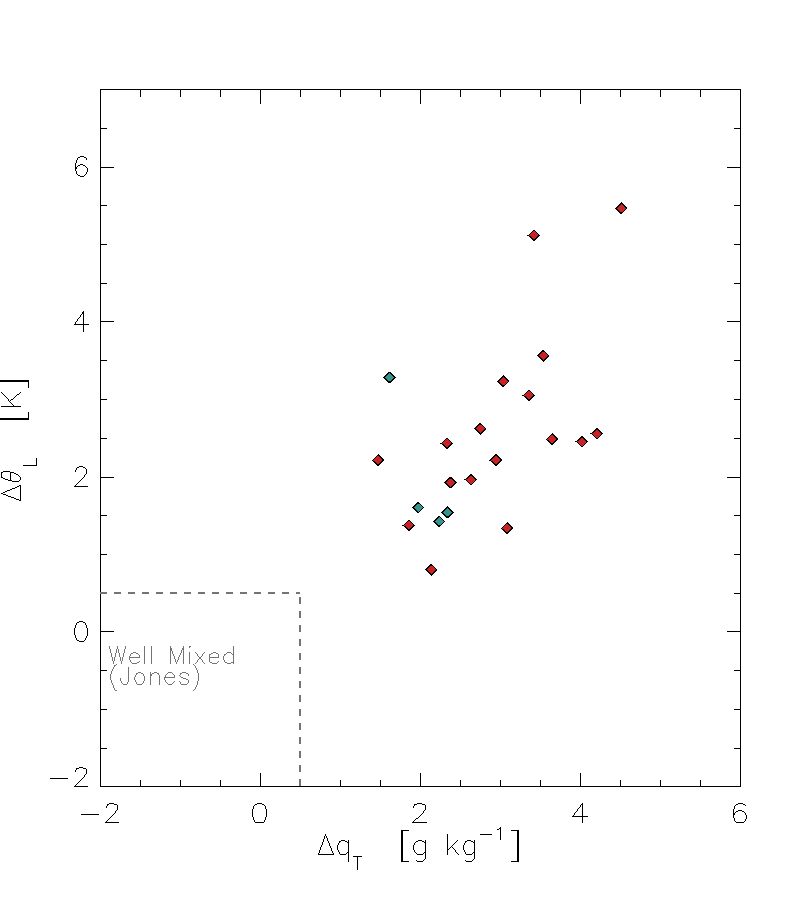 6
4
2
0
−2
Δθ_L [K]
Well Mixed
(Jones)
−2 0 2 4 6
Δq_T [g kg⁻¹]